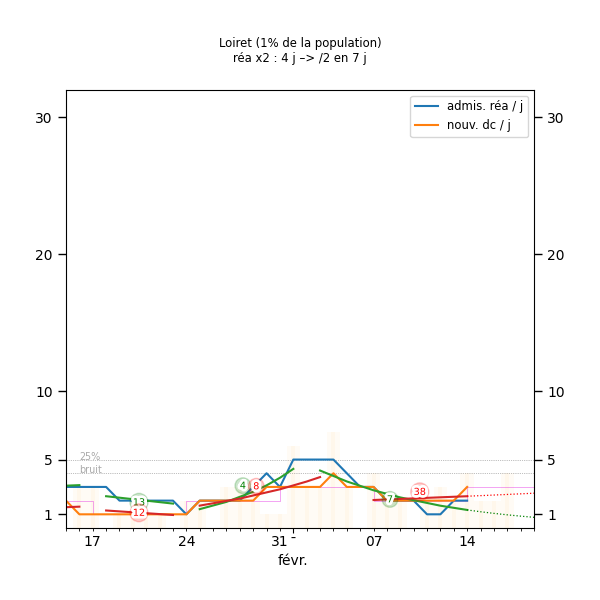 Loiret (1% de la population)
réa x2 : 4 j –> /2 en 7 j
admis. réa / j
nouv. dc / j
30 30
20 20
10 10
5 5
25%
bruit
4 8 38
13 7
12
1 1
17 24 31 07 14
févr.